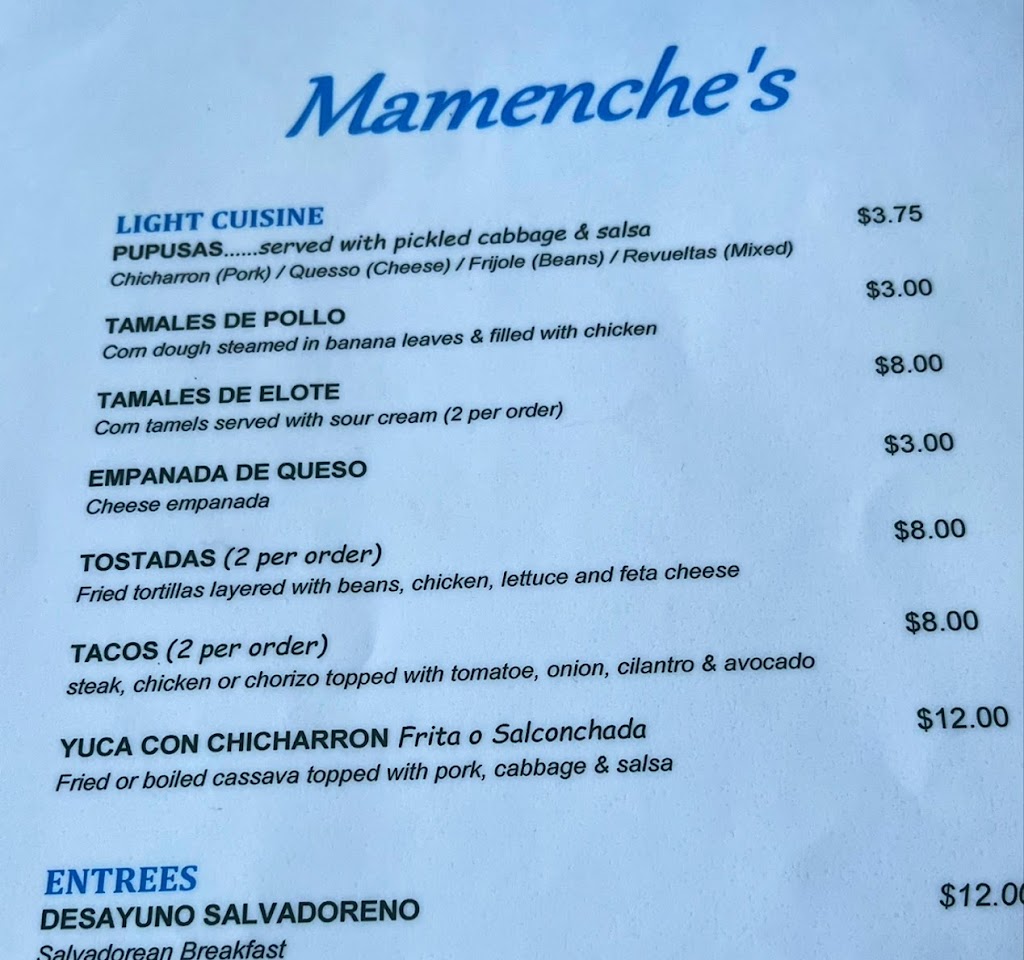 Mamenche's
LIGHT CUISINE
PUPUSAS......served with pickled cabbage & salsa $3.75
Chicharron (Pork) / Quesso (Cheese) / Frijole (Beans) / Revueltas (Mixed)
TAMALES DE POLLO $3.00
Corn dough steamed in banana leaves & filled with chicken
TAMALES DE ELOTE $8.00
Corn tamels served with sour cream (2 per order)
EMPANADA DE QUESO $3.00
Cheese empanada
TOSTADAS (2 per order) $8.00
Fried tortillas layered with beans, chicken, lettuce and feta cheese
TACOS (2 per order) $8.00
steak, chicken or chorizo topped with tomatoe, onion, cilantro & avocado
YUCA CON CHICHARRON Frita o Salconchada $12.00
Fried or boiled cassava topped with pork, cabbage & salsa
ENTREES
DESAYUNO SALVADORENO $12.00
Salvadorean Breakfast